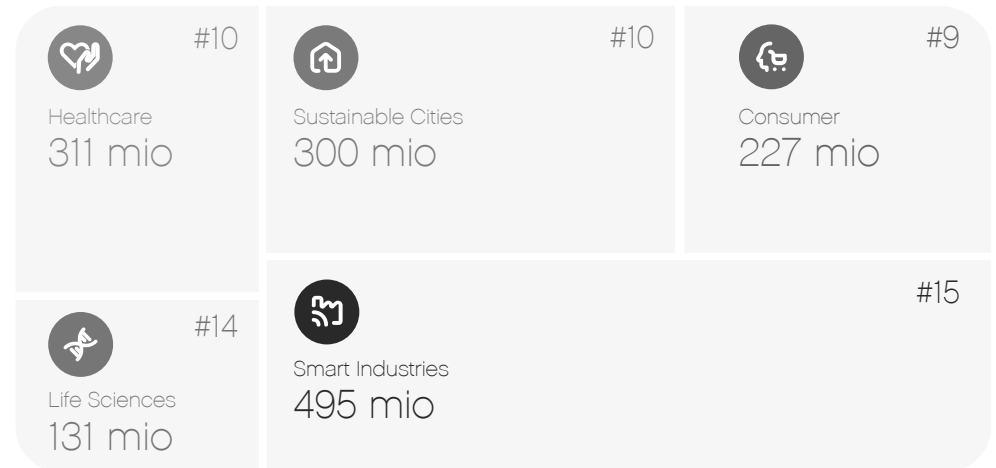 #10
Healthcare
311 mio
#10
Sustainable Cities
300 mio
#9
Consumer
227 mio
#14
Life Sciences
131 mio
#15
Smart Industries
495 mio